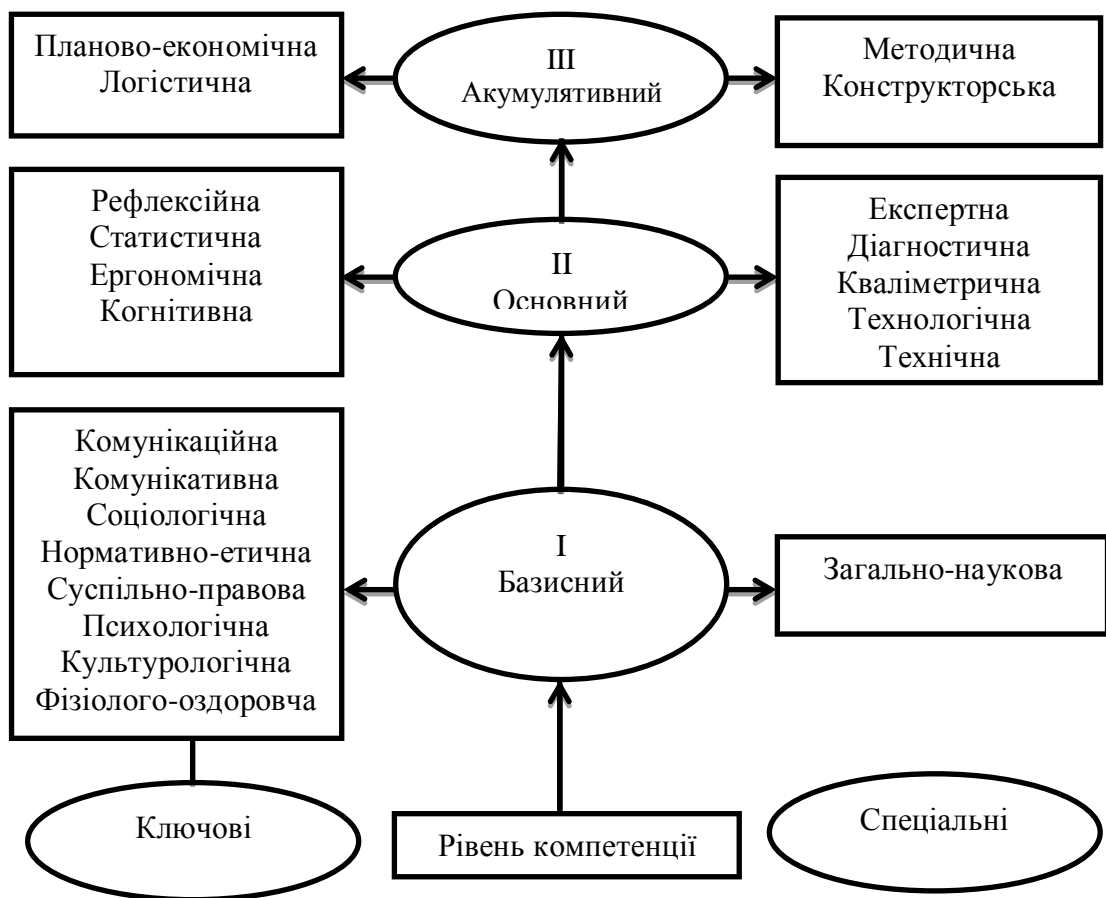 Планово-економічна
Логістична
III
Акумулятивний
Методична
Конструкторська
Рефлексійна
Статистична
Ергономічна
Когнітивна
II
Основний
Експертна
Діагностична
Кваліметрична
Технологічна
Технічна
Комунікаційна
Комунікативна
Соціологічна
Нормативно-етична
Суспільно-правова
Психологічна
Культурологічна
Фізіолого-оздоровча
I
Базисний
Загально-наукова
Ключові
Рівень компетенції
Спеціальні